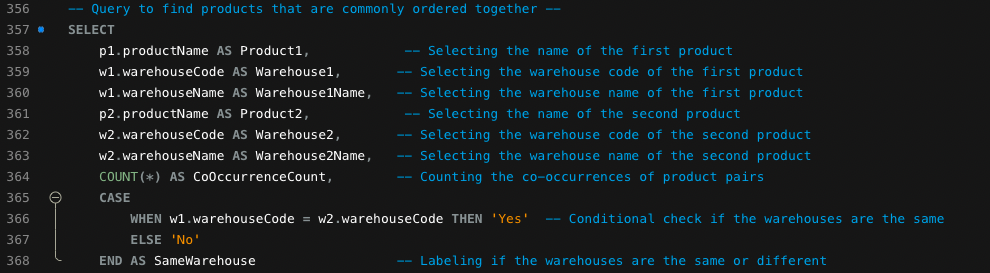 356 -- Query to find products that are commonly ordered together --
357 SELECT
358 p1.productName AS Product1, -- Selecting the name of the first product
359 w1.warehouseCode AS Warehouse1, -- Selecting the warehouse code of the first product
360 w1.warehouseName AS Warehouse1Name, -- Selecting the warehouse name of the first product
361 p2.productName AS Product2, -- Selecting the name of the second product
362 w2.warehouseCode AS Warehouse2, -- Selecting the warehouse code of the second product
363 w2.warehouseName AS Warehouse2Name, -- Selecting the warehouse name of the second product
364 COUNT(*) AS CoOccurrenceCount, -- Counting the co-occurrences of product pairs
365 CASE
366 WHEN w1.warehouseCode = w2.warehouseCode THEN 'Yes' -- Conditional check if the warehouses are the same
367 ELSE 'No'
368 END AS SameWarehouse -- Labeling if the warehouses are the same or different